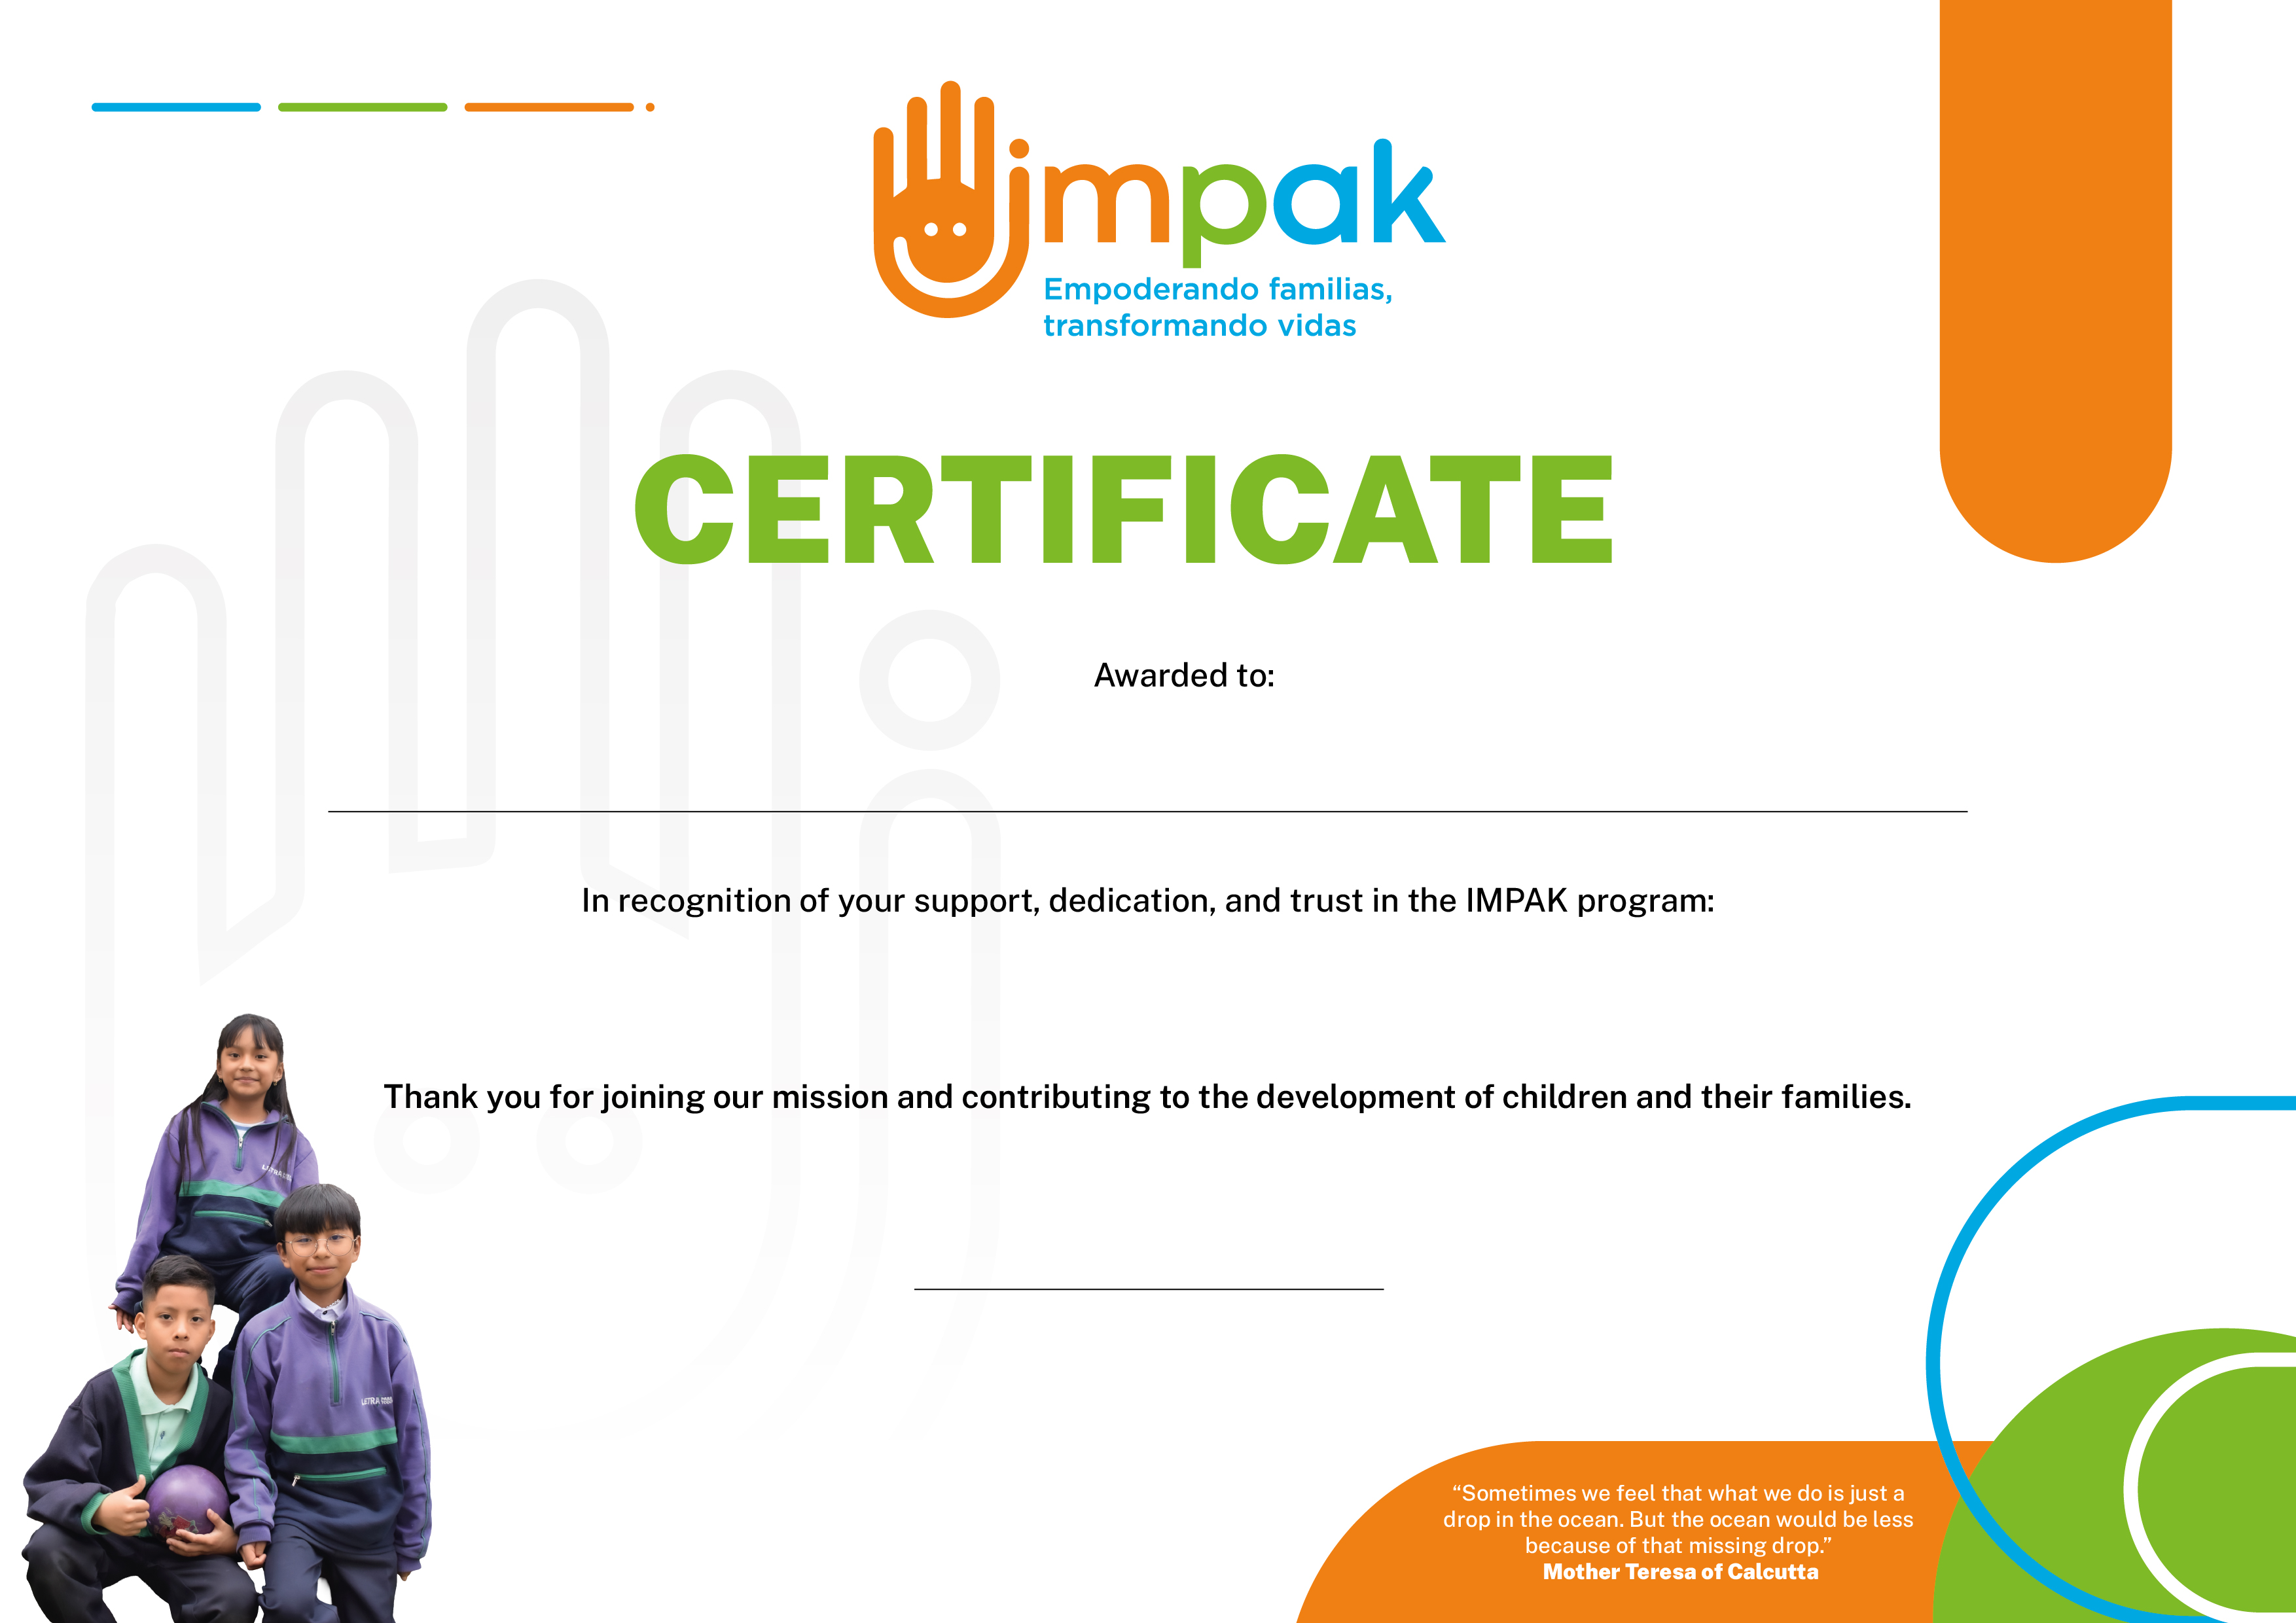 impak
Empoderando familias,
transformando vidas
CERTIFICATE
Awarded to:
In recognition of your support, dedication, and trust in the IMPAK program:
Thank you for joining our mission and contributing to the development of children and their families.
“Sometimes we feel that what we do is just a
drop in the ocean. But the ocean would be less
because of that missing drop.”
Mother Teresa of Calcutta